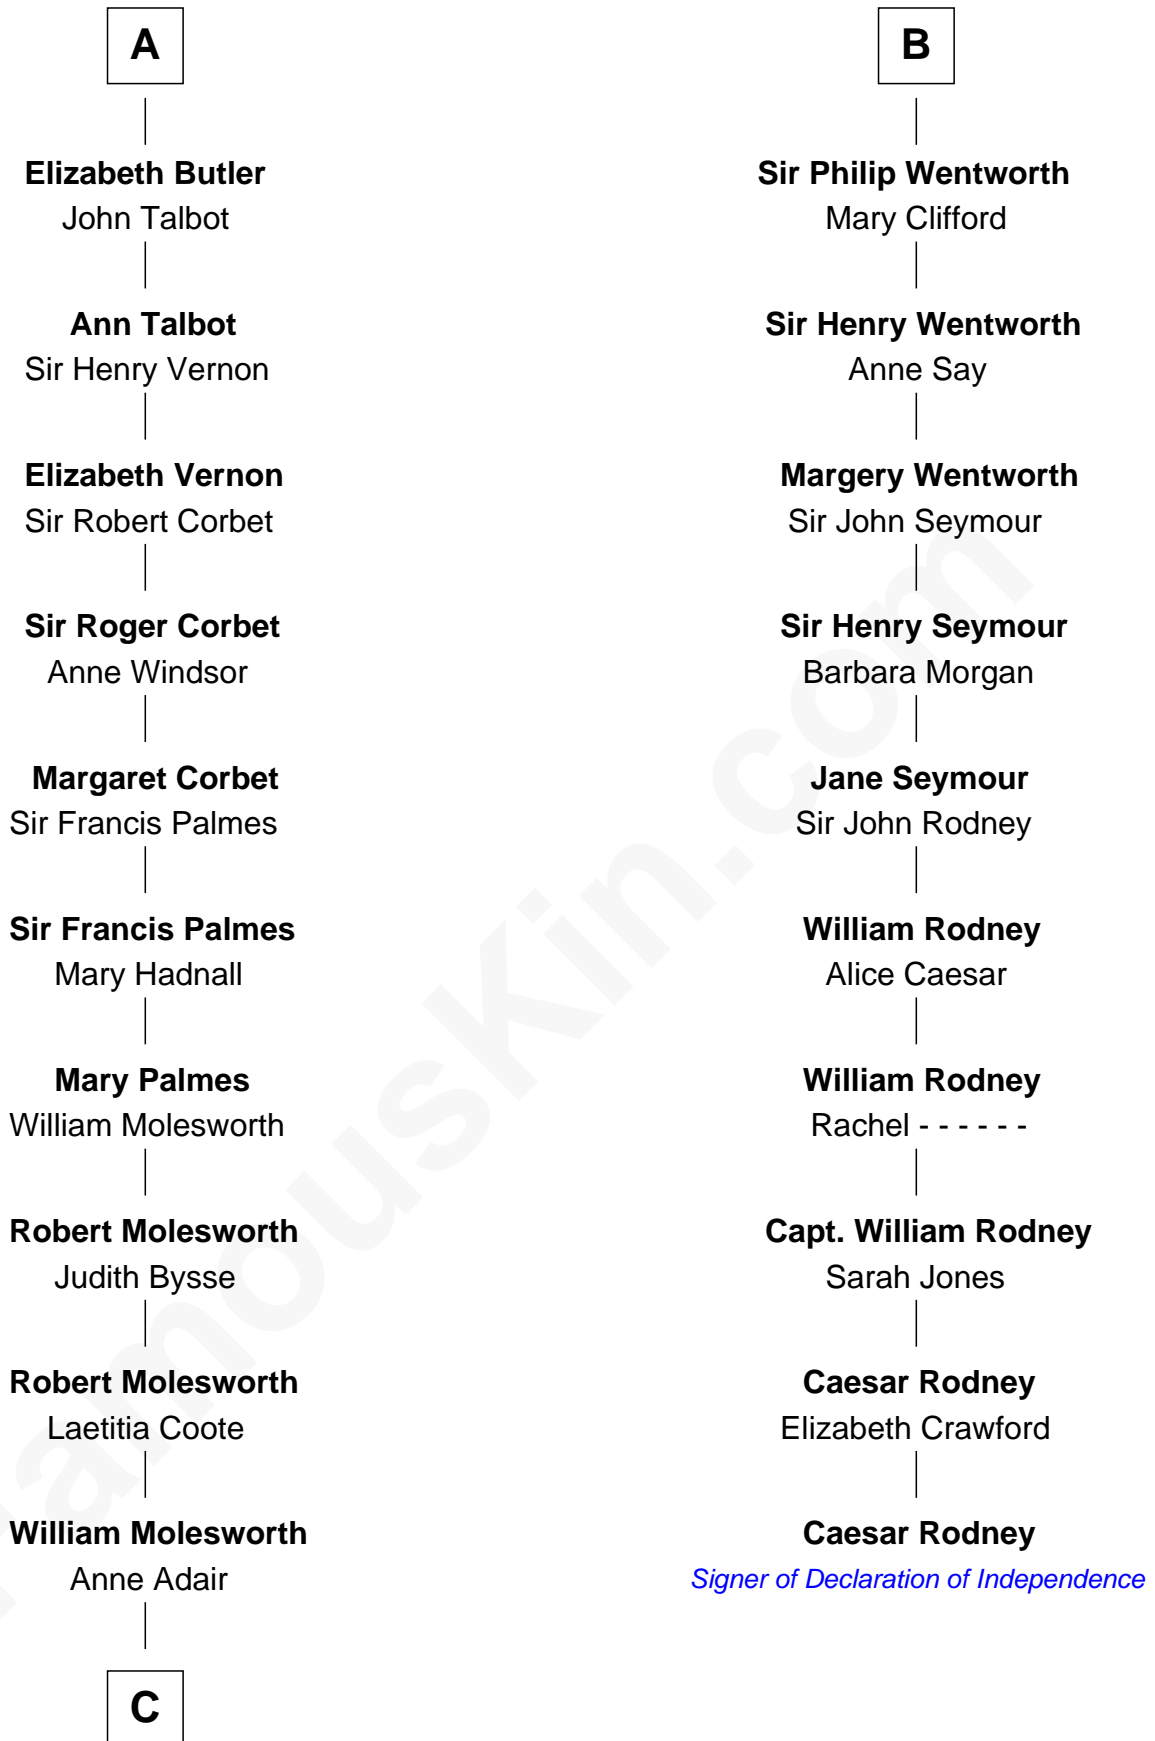 A
Elizabeth Butler
John Talbot
Ann Talbot
Sir Henry Vernon
Elizabeth Vernon
Sir Robert Corbet
Sir Roger Corbet
Anne Windsor
Margaret Corbet
Sir Francis Palmes
Sir Francis Palmes
Mary Hadnall
Mary Palmes
William Molesworth
Robert Molesworth
Judith Bysse
Robert Molesworth
Laetitia Coote
William Molesworth
Anne Adair
C
B
Sir Philip Wentworth
Mary Clifford
Sir Henry Wentworth
Anne Say
Margery Wentworth
Sir John Seymour
Sir Henry Seymour
Barbara Morgan
Jane Seymour
Sir John Rodney
William Rodney
Alice Caesar
William Rodney
Rachel - - - - - -
Capt. William Rodney
Sarah Jones
Caesar Rodney
Elizabeth Crawford
Caesar Rodney
Signer of Declaration of Independence
FamousKin.com